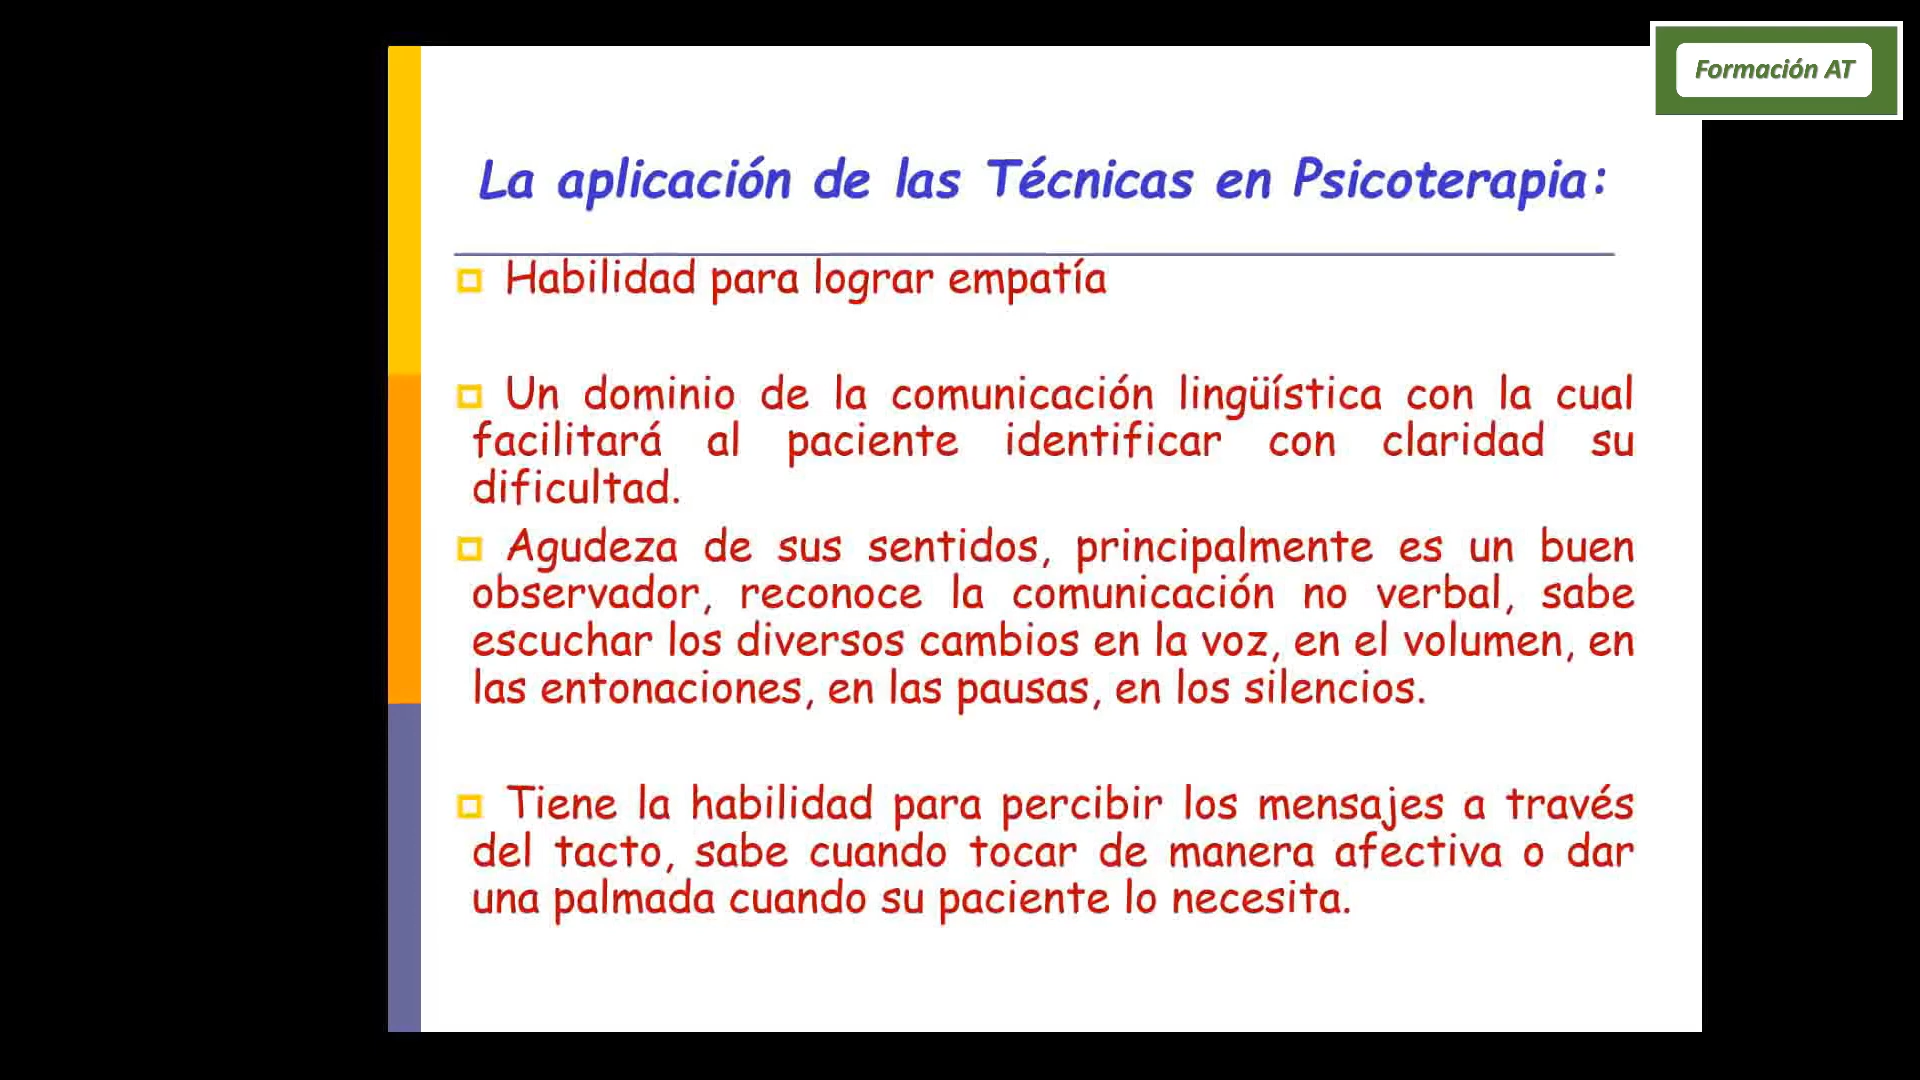 Formación AT
La aplicación de las Técnicas en Psicoterapia:
Habilidad para lograr empatía
Un dominio de la comunicación lingüística con la cual
facilitará al paciente identificar con claridad su
dificultad.
Agudeza de sus sentidos, principalmente es un buen
observador, reconoce la comunicación no verbal, sabe
escuchar los diversos cambios en la voz, en el volumen, en
las entonaciones, en las pausas, en los silencios.
Tiene la habilidad para percibir los mensajes a través
del tacto, sabe cuando tocar de manera afectiva o dar
una palmada cuando su paciente lo necesita.